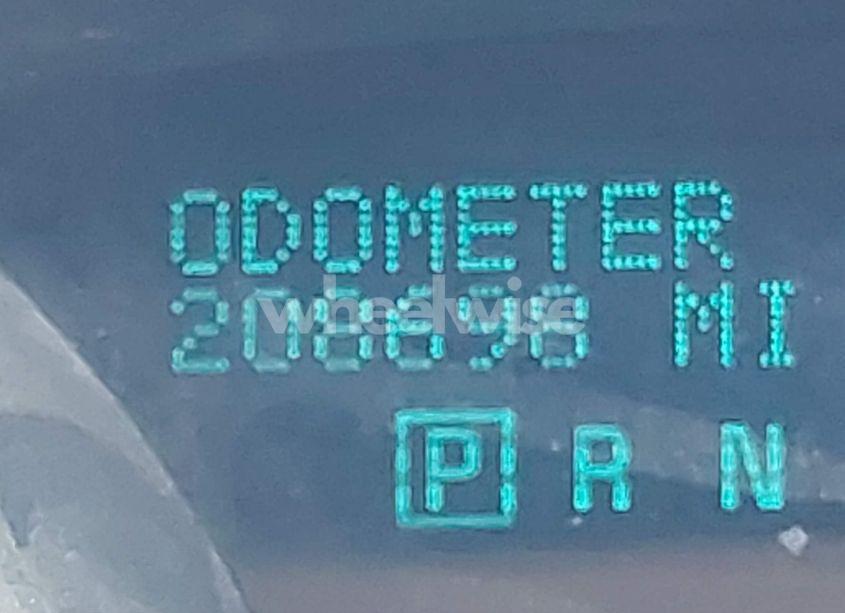 ODOMETER
MI
wheelwise
P R N